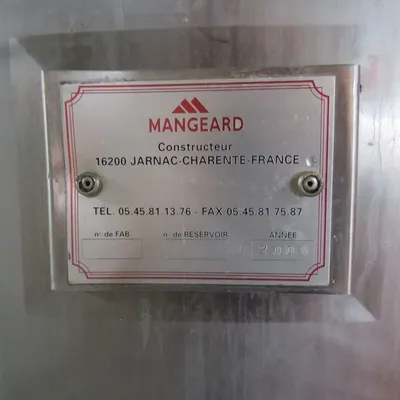 MANGEARD
Constructeur
16200 JARNAC-CHARENTE-FRANCE
TEL. 05.45.81.13.76 - FAX 05.45.81.75.87
n° de FAB n° de RESERVOIR ANNÉE